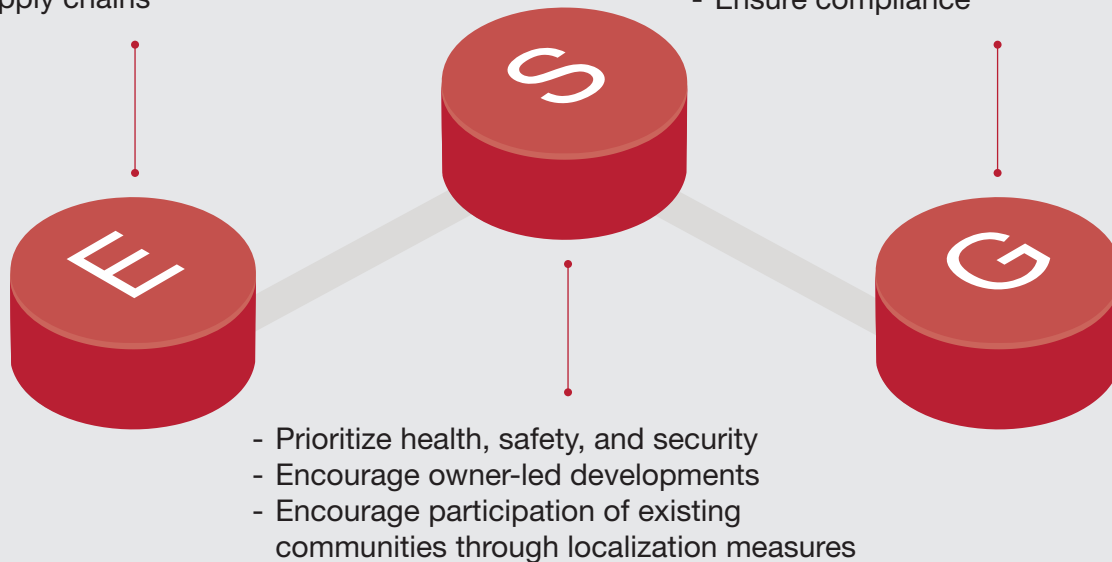 chains
- Ensure compliance
S
E
G
- Prioritize health, safety, and security
- Encourage owner-led developments
- Encourage participation of existing
communities through localization measures